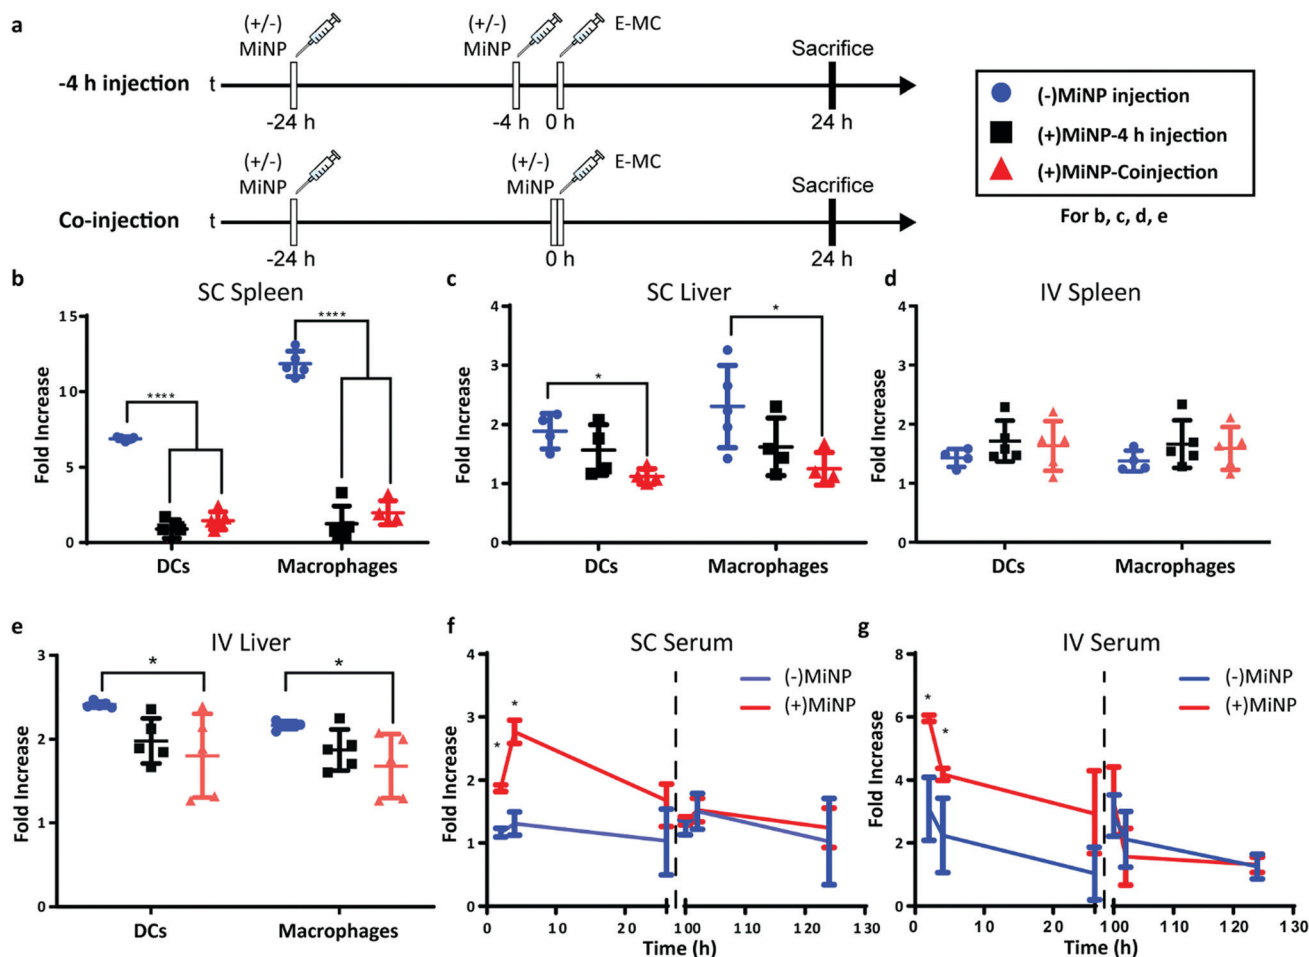 a
(+/-)
MiNP
(+/-)
MiNP
E-MC
Sacrifice
-4 h injection
t
-24 h
-4 h
0 h
24 h
(+/-)
MiNP
(+/-)
MiNP
E-MC
Sacrifice
Co-injection
t
-24 h
0 h
24 h
(-)MiNP injection
(+)MiNP-4 h injection
(+)MiNP-Coinjection
For b, c, d, e
b
SC Spleen
Fold Increase
15
10
5
0
****
****
DCs
Macrophages
c
SC Liver
Fold Increase
4
3
2
1
0
*
*
DCs
Macrophages
d
IV Spleen
Fold Increase
4
3
2
1
0
DCs
Macrophages
e
IV Liver
Fold Increase
3
2
1
0
*
*
DCs
Macrophages
f
SC Serum
(-)MiNP
(+)MiNP
Fold Increase
4
3
2
1
0
*
*
0
10
20
100
110
120
130
Time (h)
g
IV Serum
(-)MiNP
(+)MiNP
Fold Increase
8
6
4
2
0
*
*
0
10
20
100
110
120
130
Time (h)